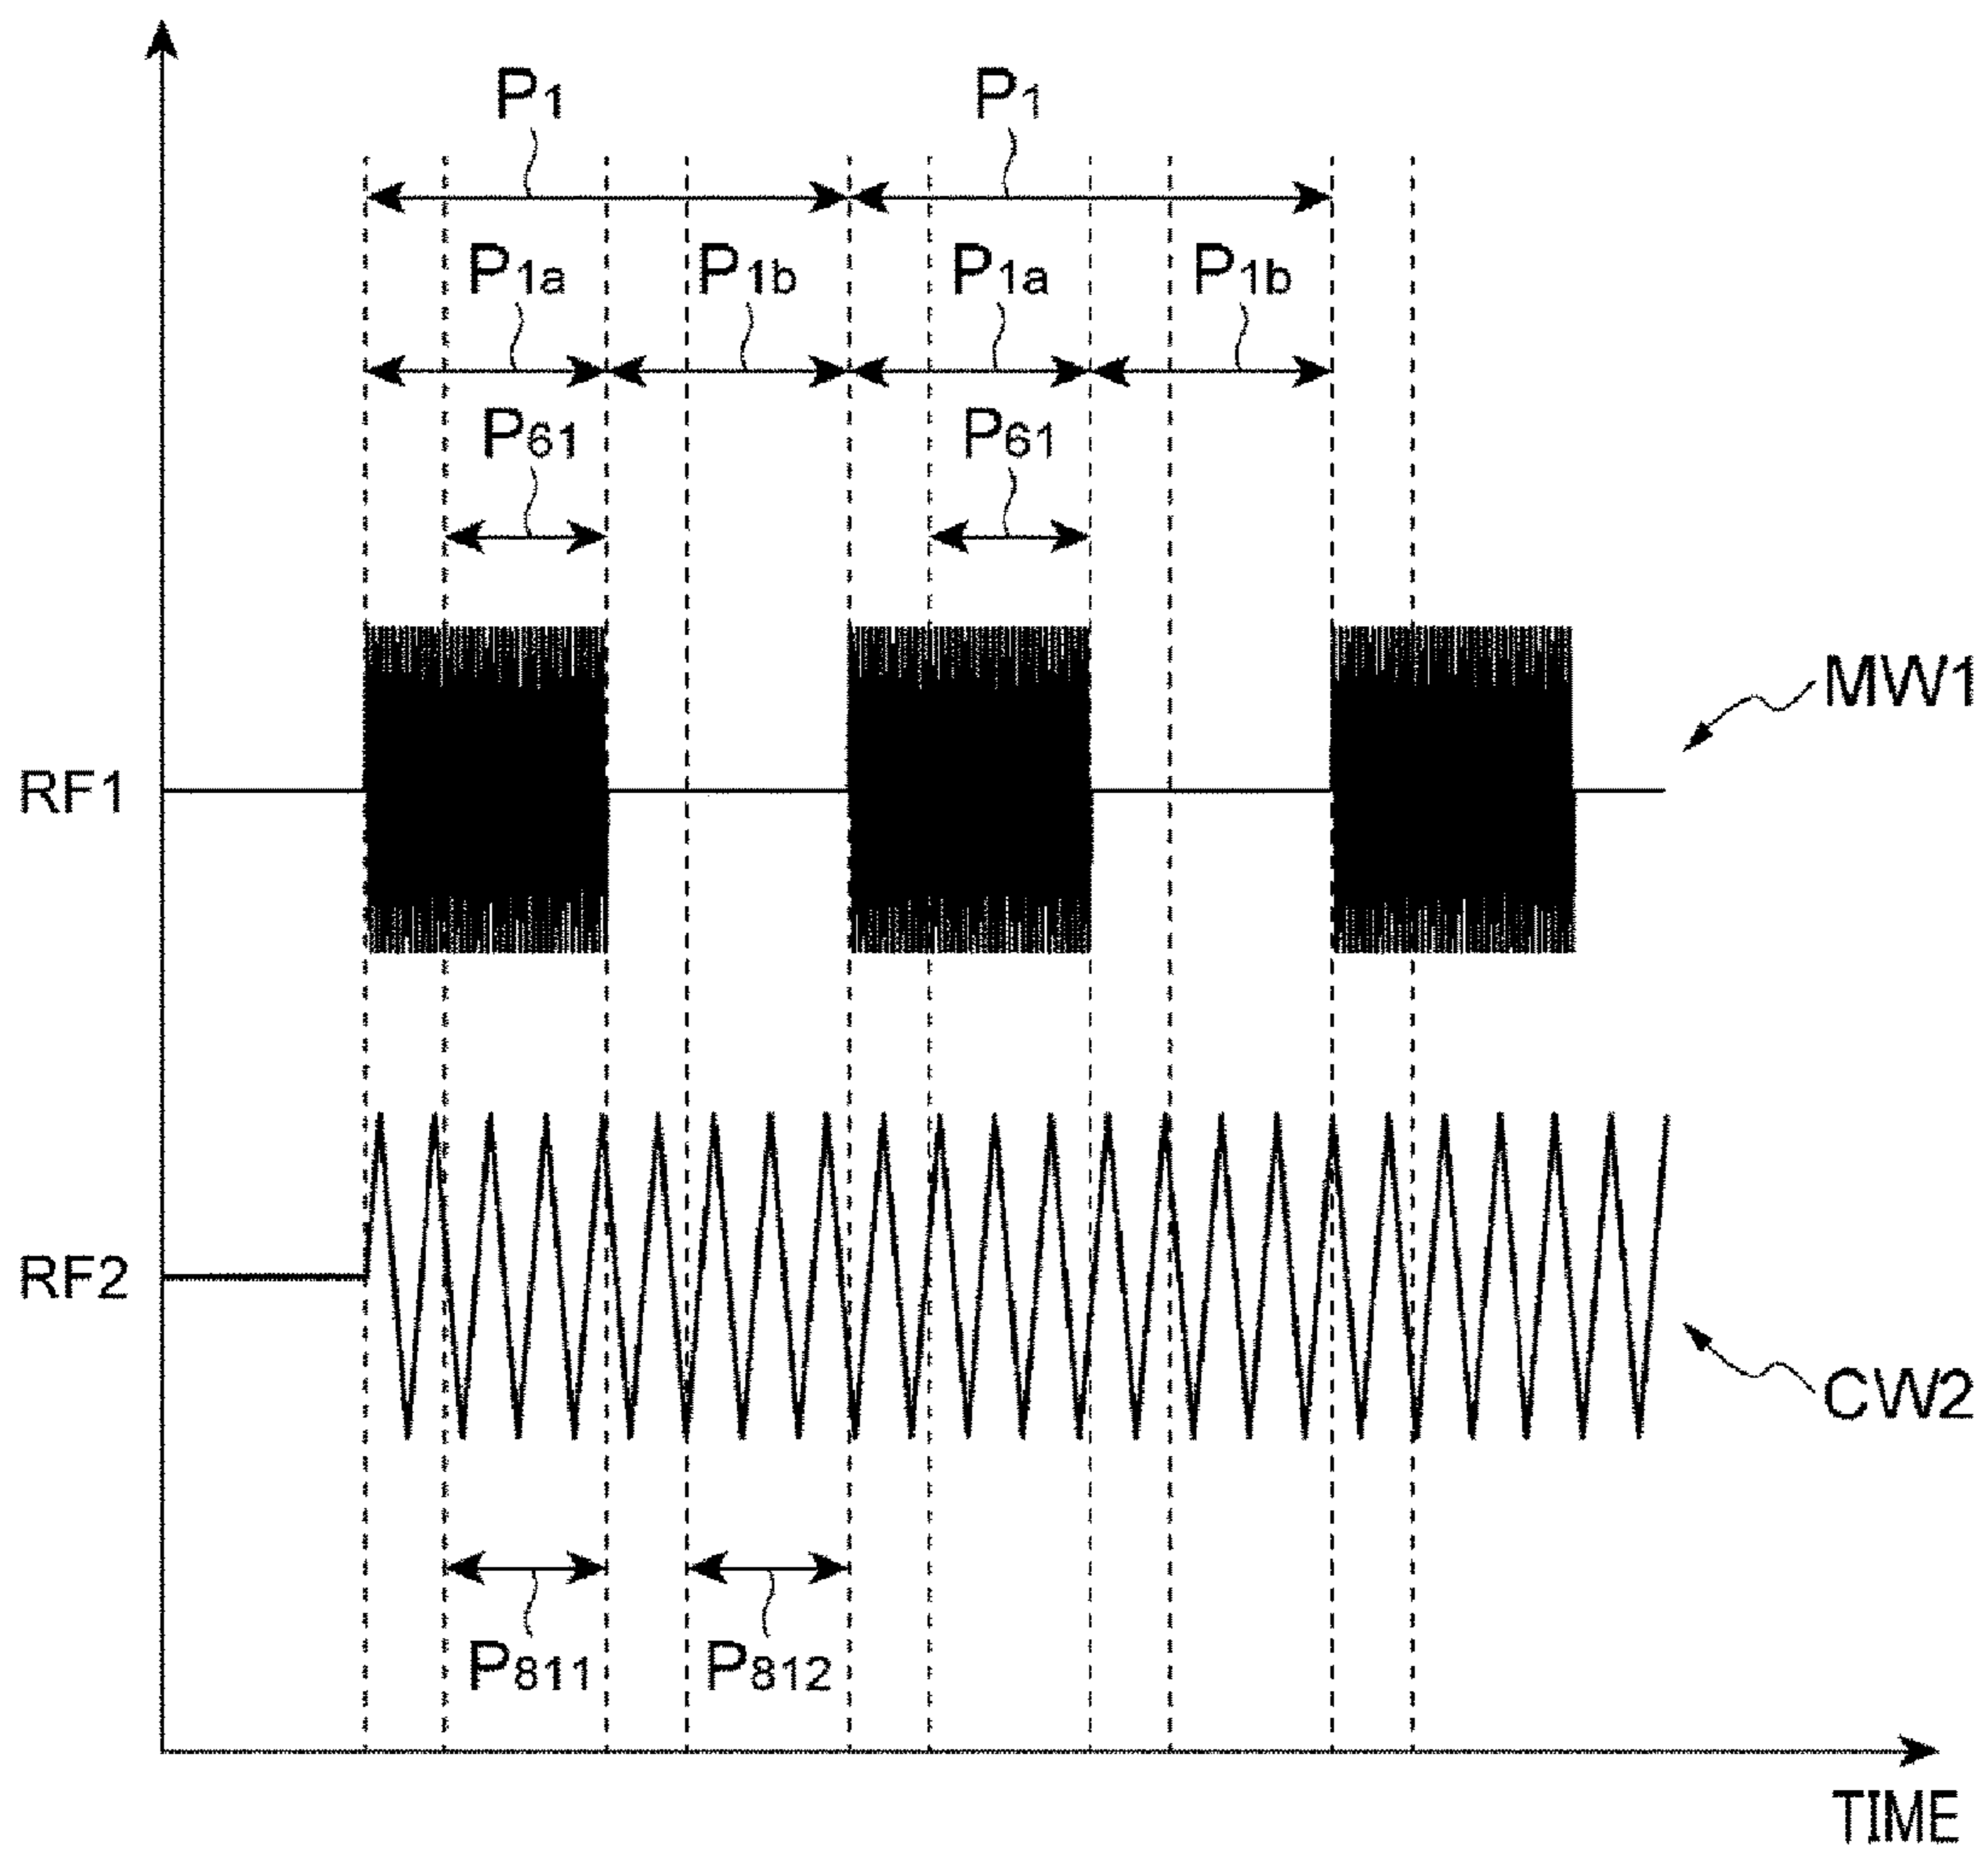 P1 P1
P1a P1b P1a P1b
P61 P61
MW1
RF1
RF2
CW2
P811 P812
TIME